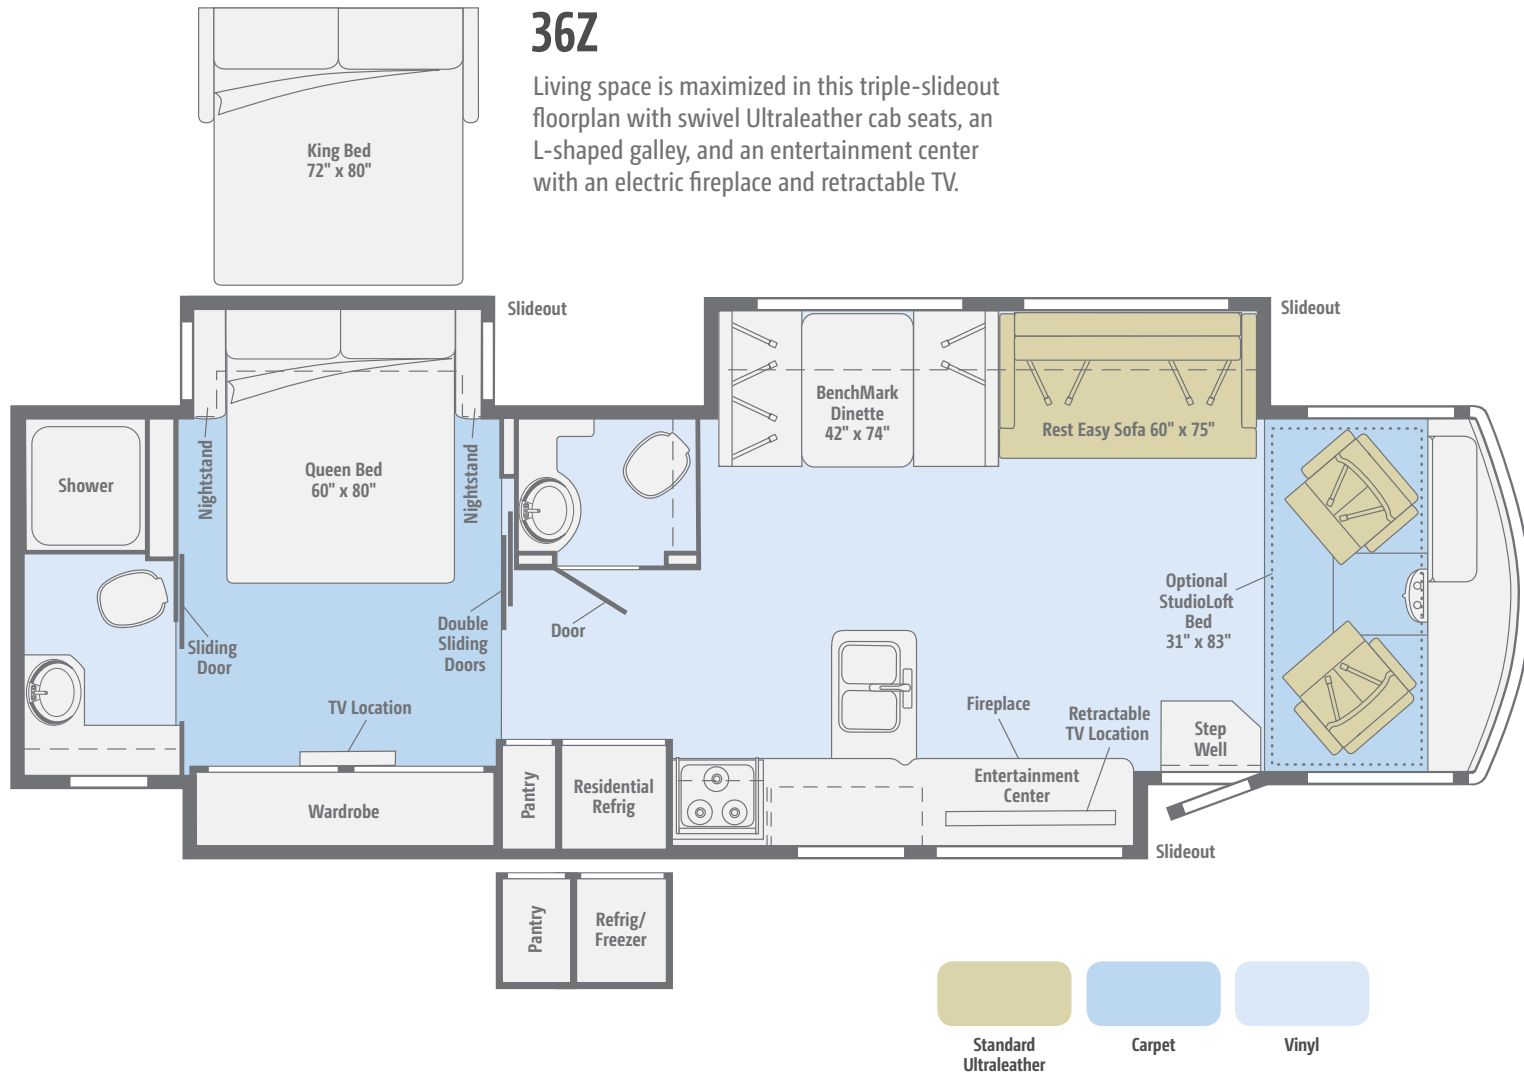 36Z
Living space is maximized in this triple-slideout
floorplan with swivel Ultraleather cab seats, an
L-shaped galley, and an entertainment center
with an electric fireplace and retractable TV.
King Bed
72" x 80"
Slideout
Slideout
Shower
Nightstand
Queen Bed
60" x 80"
Nightstand
BenchMark
Dinette
42" x 74"
Rest Easy Sofa 60" x 75"
Sliding
Door
Double
Sliding
Doors
Door
Optional
StudioLoft
Bed
31" x 83"
TV Location
Fireplace
Retractable
TV Location
Step
Well
Wardrobe
Pantry
Residential
Refrig
Entertainment
Center
Slideout
Pantry
Refrig/
Freezer
Standard
Ultraleather
Carpet
Vinyl